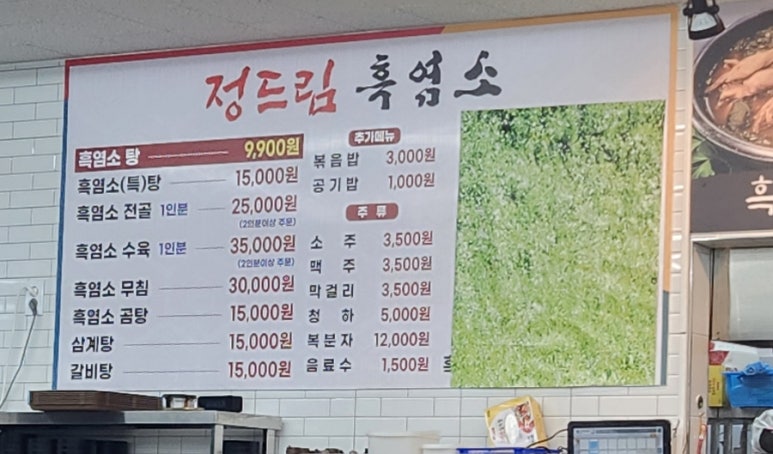 정드림 흑염소
흑염소 탕 9,900원
흑염소(특)탕 15,000원
흑염소 전골 1인분 25,000원
(2인분이상 주문)
흑염소 수육 1인분 35,000원
(2인분이상 주문)
흑염소 무침 30,000원
흑염소 곰탕 15,000원
삼계탕 15,000원
갈비탕 15,000원
추가메뉴
볶음밥 3,000원
공기밥 1,000원
주 류
소 주 3,500원
맥 주 3,500원
막걸리 3,500원
청 하 5,000원
복분자 12,000원
음료수 1,500원
흑